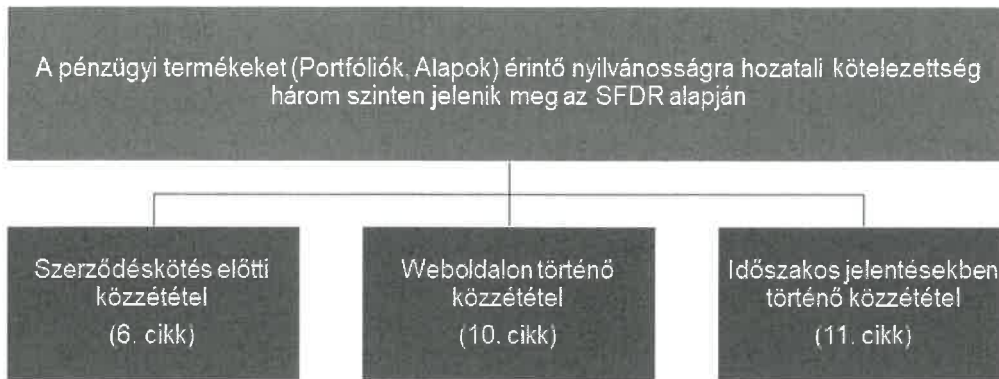 A pénzügyi termékeket (Portfóliók, Alapok) érintő nyilvánosságra hozatali kötelezettség
három szinten jelenik meg az SFDR alapján
Szerződéskötés előtti
közzététel
(6. cikk)
Weboldalon történő
közzététel
(10. cikk)
Időszakos jelentésekben
történő közzététel
(11. cikk)